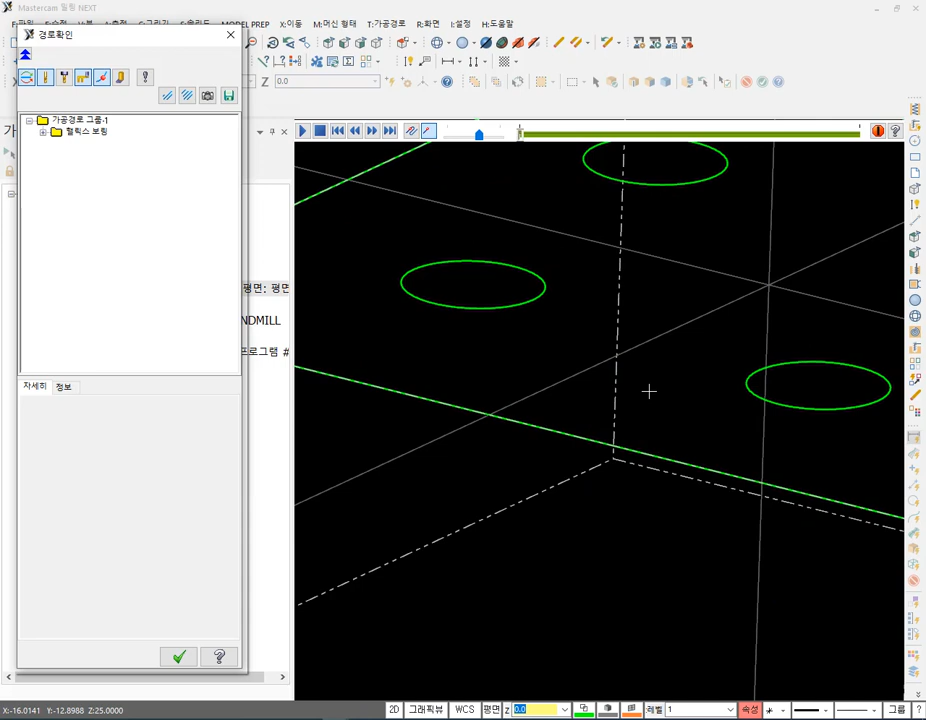 Mastercam 밀링 NEXT
MODEL PREP X:이동 M:머신 형태 T:가공경로 R:화면 I:설정 H:도움말
경로확인
Z 0.0
가공경로 그룹-1
헬릭스 보링
평면: 평면
NDMILL
프로그램 #
자세히 정보
X:-16.0141 Y:-12.8988 Z:25.0000
2D 그래픽뷰 WCS 평면 z 0.0 레벨 1 속성 그룹 ?